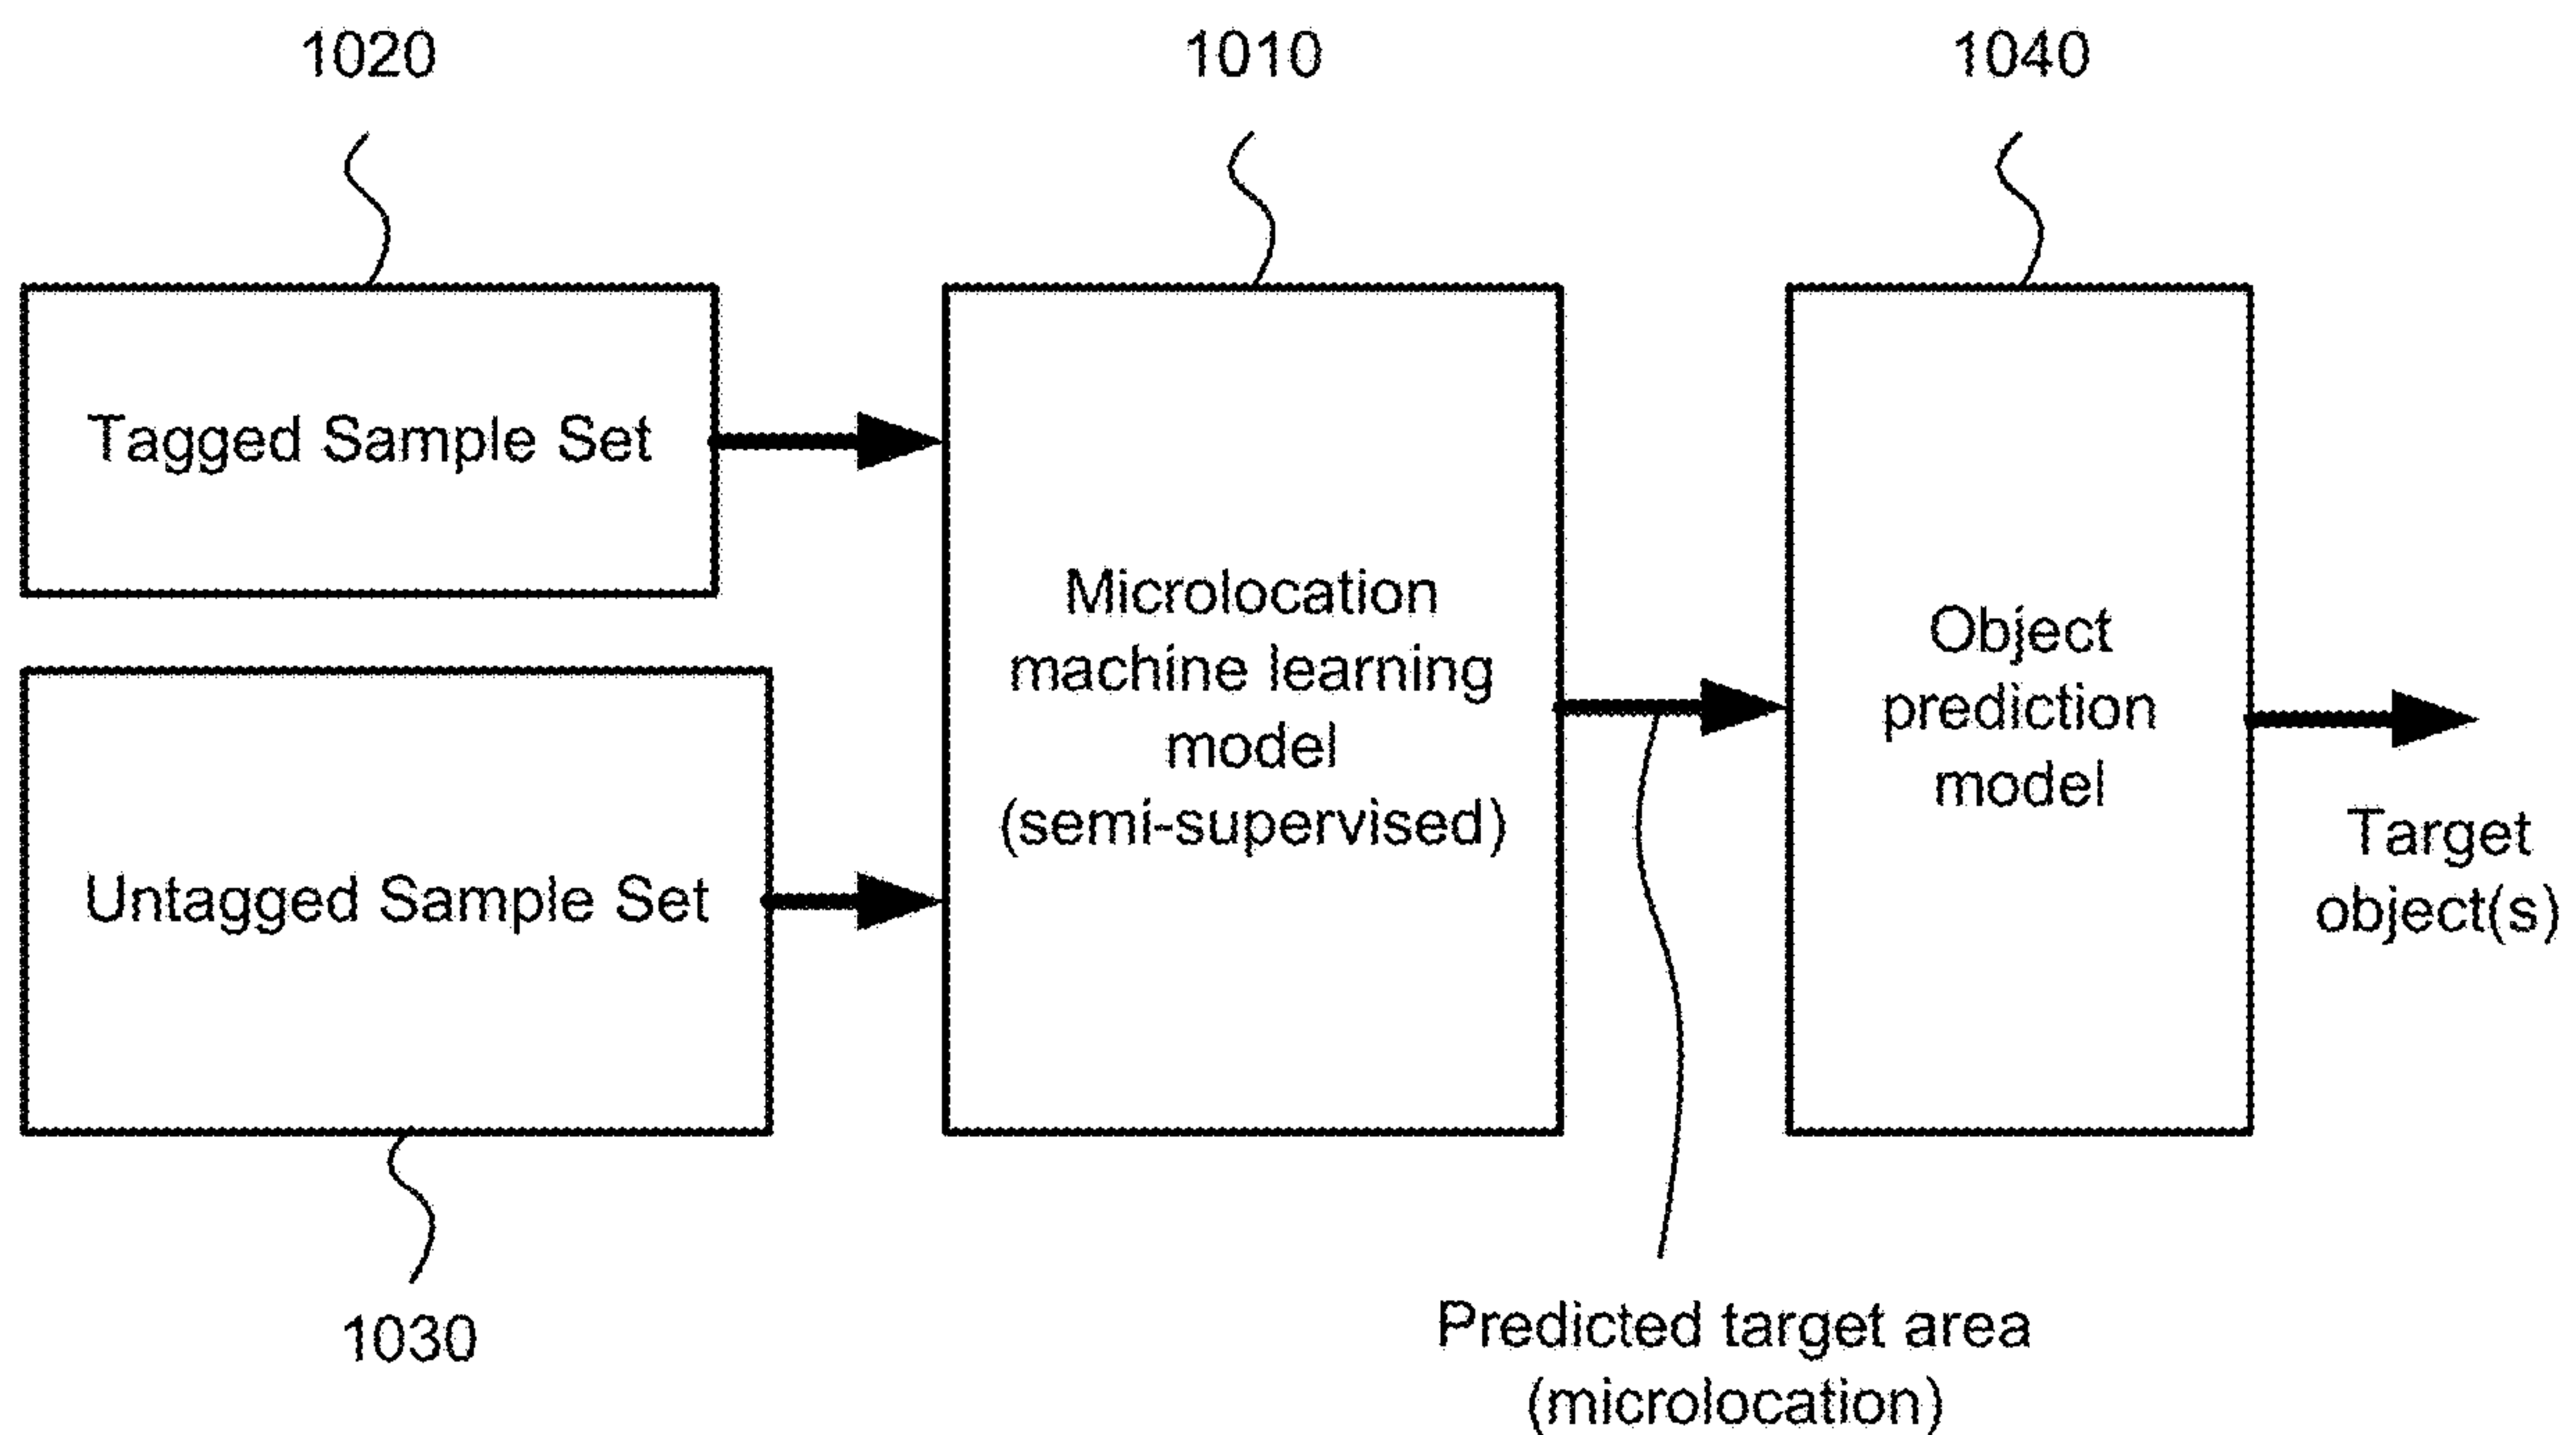 1020
1010
1040
Tagged Sample Set
Untagged Sample Set
1030
Microlocation
machine learning
model
(semi-supervised)
Predicted target area
(microlocation)
Object
prediction
model
Target
object(s)